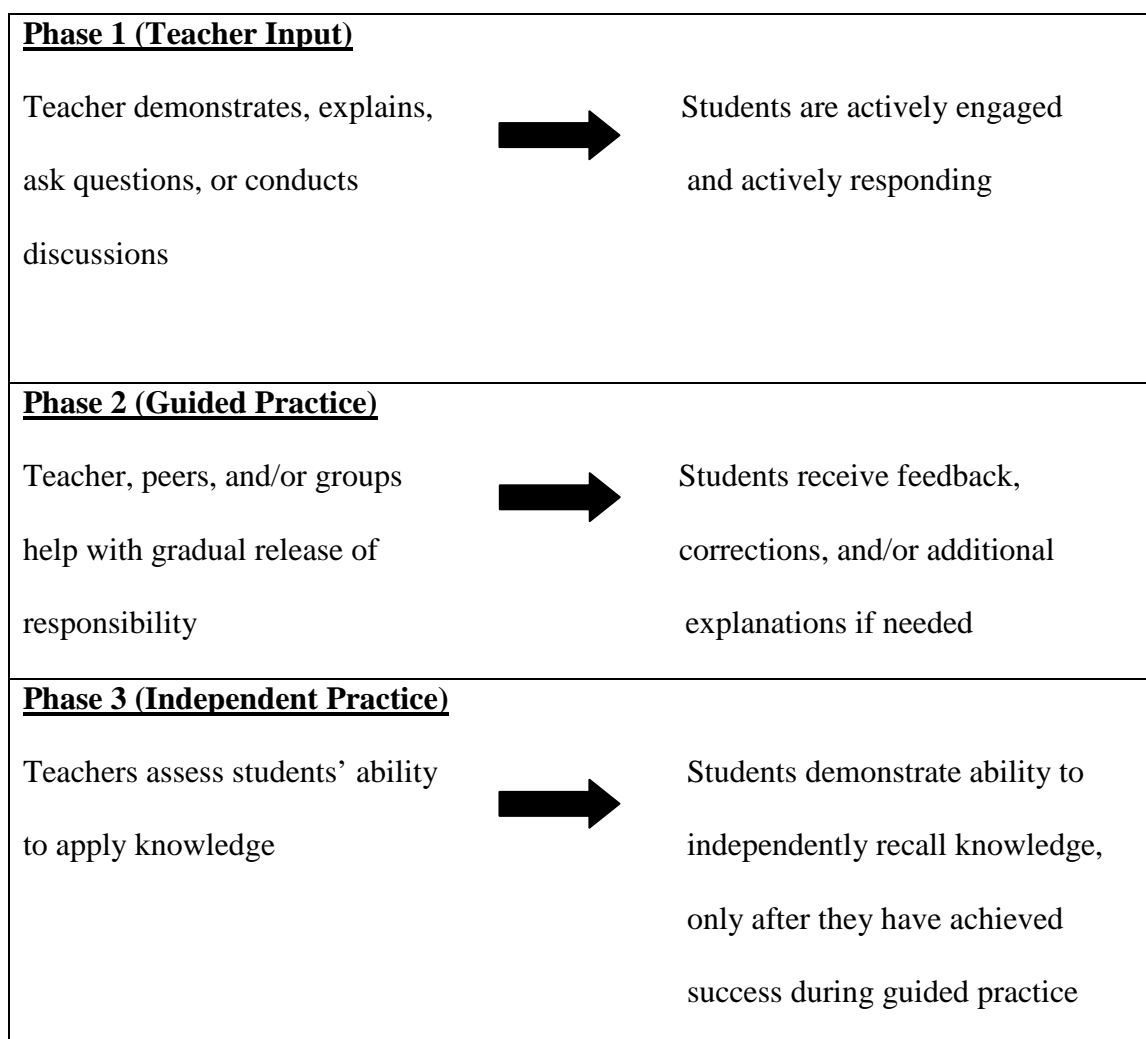 Phase 1 (Teacher Input)
Teacher demonstrates, explains,
ask questions, or conducts
discussions
Students are actively engaged
and actively responding
Phase 2 (Guided Practice)
Teacher, peers, and/or groups
help with gradual release of
responsibility
Students receive feedback,
corrections, and/or additional
explanations if needed
Phase 3 (Independent Practice)
Teachers assess students’ ability
to apply knowledge
Students demonstrate ability to
independently recall knowledge,
only after they have achieved
success during guided practice